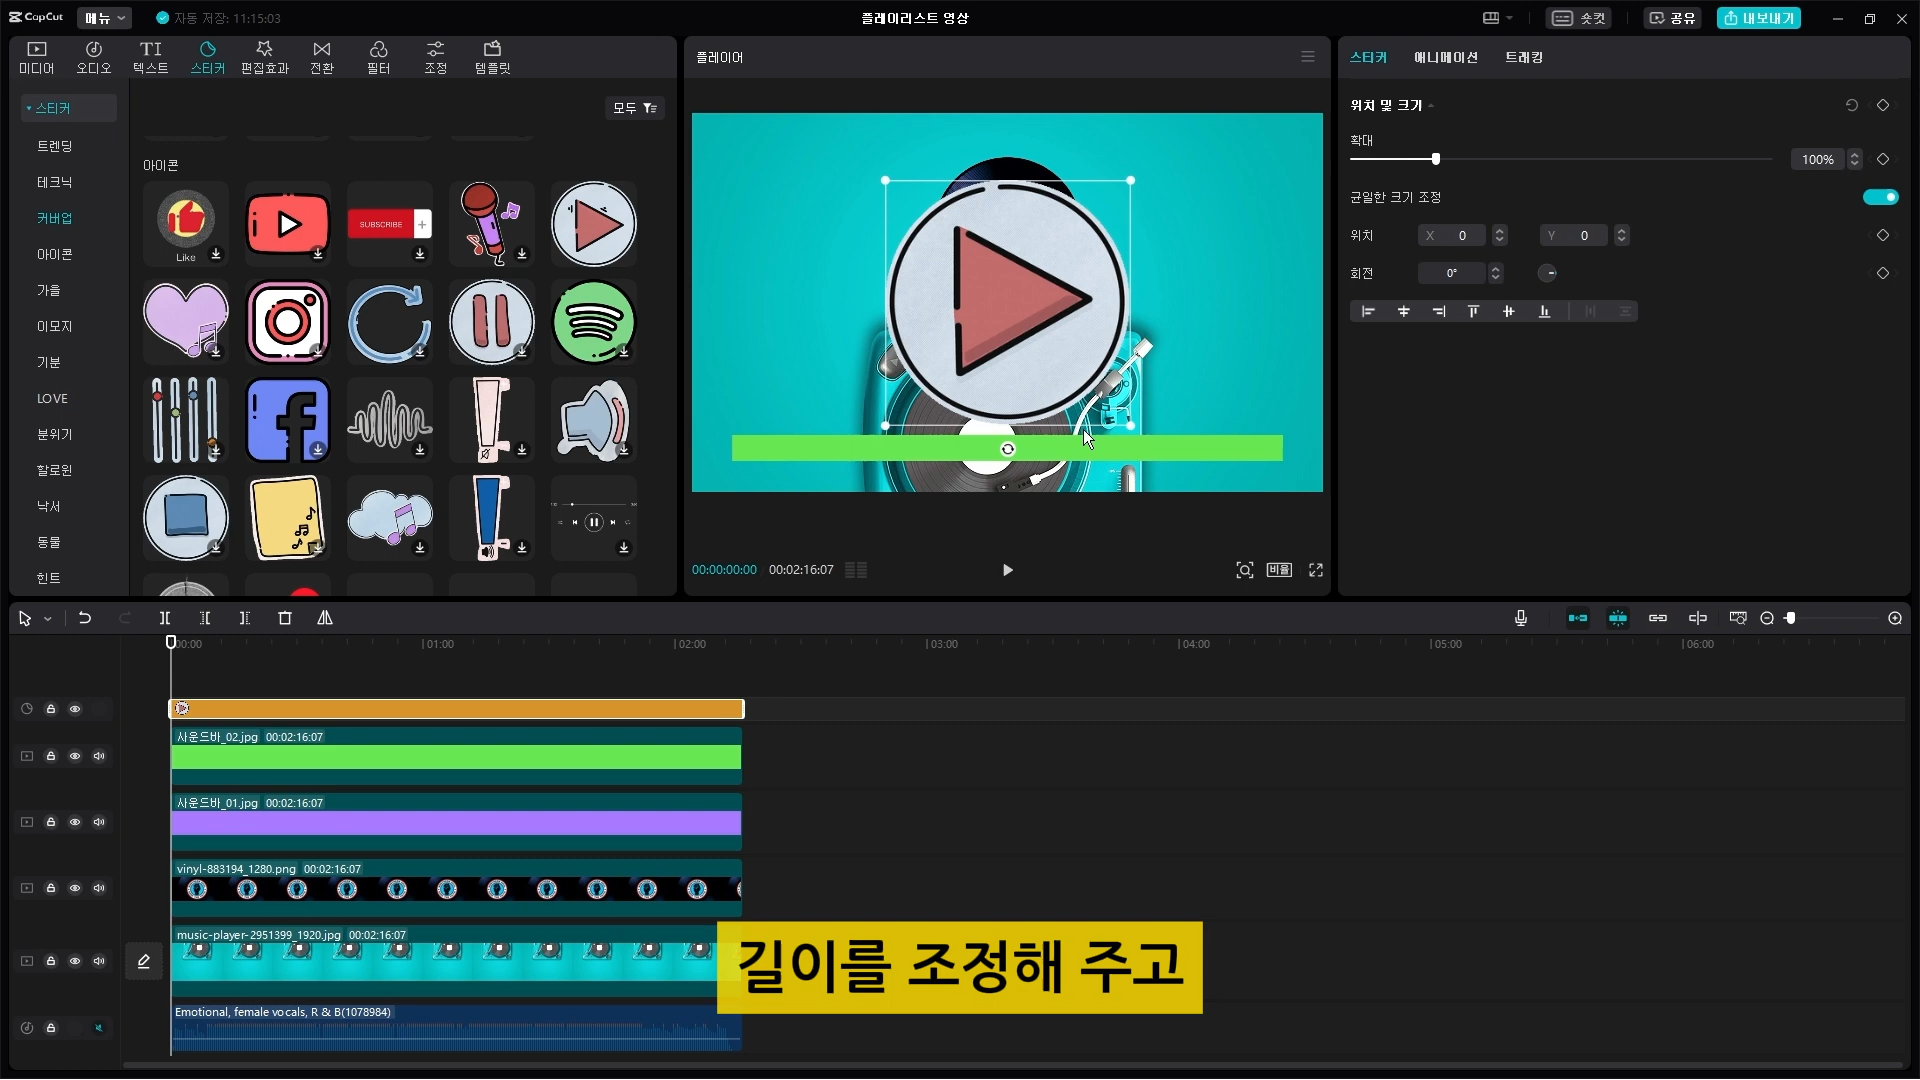 CapCut
메뉴
자동 저장: 11:15:03
플레이리스트 영상
숏컷
공유
내보내기
미디어
오디오
TI
텍스트
스티커
편집효과
전환
필터
조정
템플릿
스티커
트렌딩
테크닉
커버업
아이콘
가을
이모지
기분
LOVE
분위기
할로윈
낙서
동물
힌트
모두
아이콘
Like
SUBSCRIBE +
플레이어
00:00:00:00
00:02:16:07
비율
스티커
애니메이션
트래킹
위치 및 크기
확대
100%
균일한 크기 조정
위치
X 0
Y 0
회전
0°
00:00
01:00
02:00
03:00
04:00
05:00
06:00
사운드바_02.jpg 00:02:16:07
사운드바_01.jpg 00:02:16:07
vinyl-883194_1280.png 00:02:16:07
music-player-2951399_1920.jpg 00:02:16:07
Emotional, female vocals, R & B(1078984)
길이를 조정해 주고